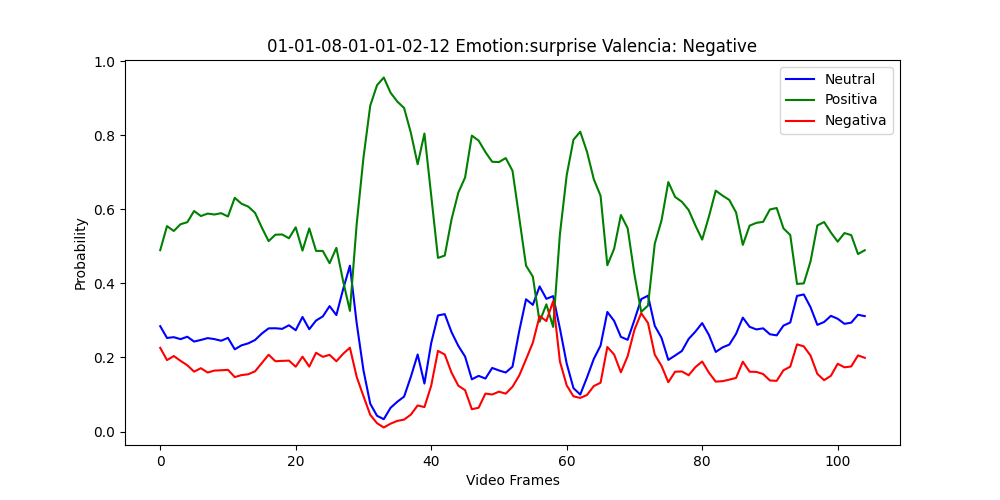 01-01-08-01-01-02-12 Emotion:surprise Valencia: Negative
Neutral
Positiva
Negativa
1.0
0.8
0.6
0.4
0.2
0.0
Probability
0 20 40 60 80 100
Video Frames